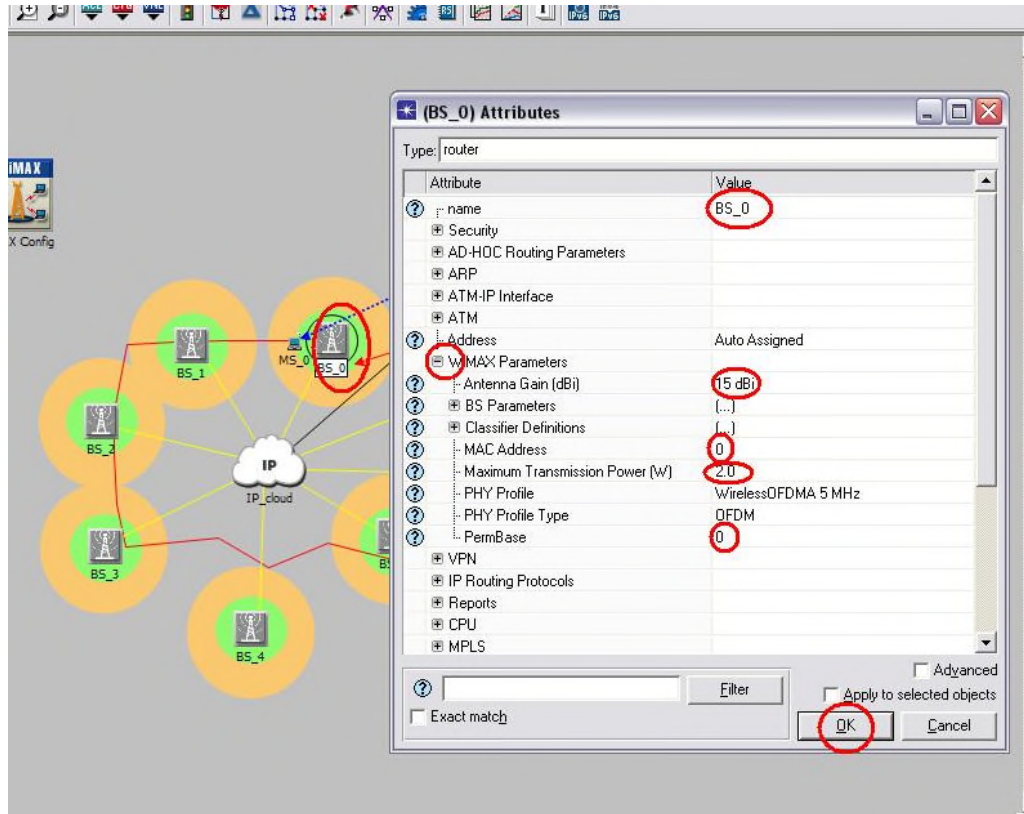 iMAX
X Config
BS_1
MS_0
BS_0
BS_2
IP
IP_cloud
BS_3
BS_4
(BS_0) Attributes
Type: router
Attribute Value
name BS_0
Security
AD-HOC Routing Parameters
ARP
ATM-IP Interface
ATM
Address Auto Assigned
WiMAX Parameters
Antenna Gain (dBi) 15 dBi
BS Parameters (...)
Classifier Definitions (...)
MAC Address 0
Maximum Transmission Power (W) 2.0
PHY Profile WirelessOFDMA 5 MHz
PHY Profile Type OFDM
PermBase 0
VPN
IP Routing Protocols
Reports
CPU
MPLS
Advanced
Filter
Apply to selected objects
Exact match
OK Cancel